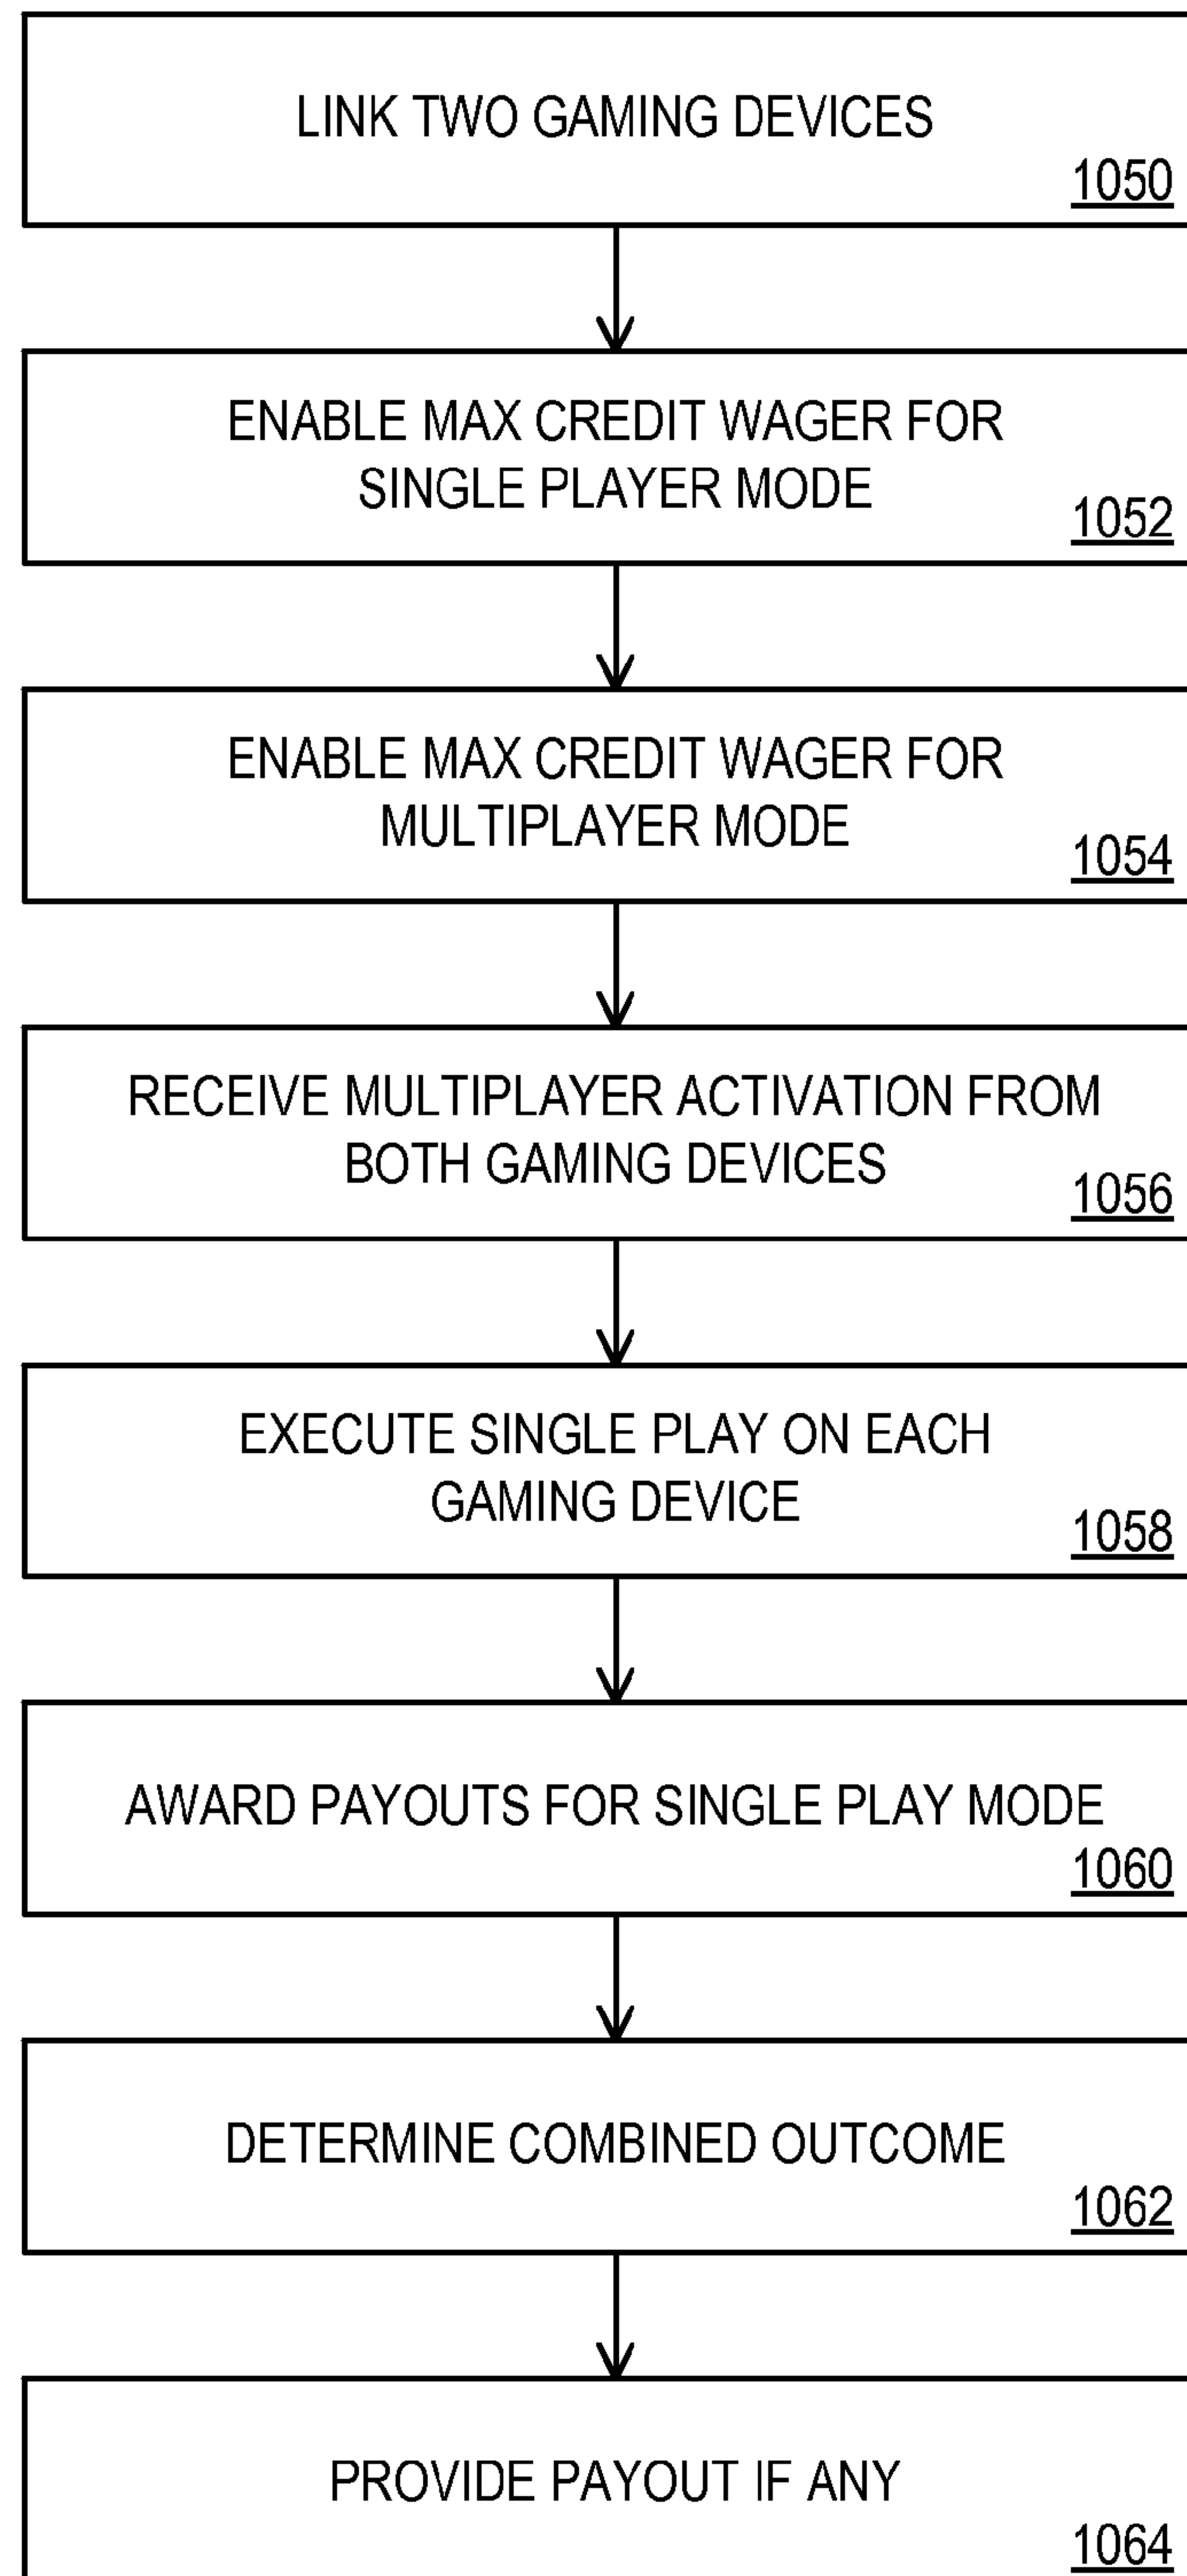 LINK TWO GAMING DEVICES
1050
ENABLE MAX CREDIT WAGER FOR
SINGLE PLAYER MODE
1052
ENABLE MAX CREDIT WAGER FOR
MULTIPLAYER MODE
1054
RECEIVE MULTIPLAYER ACTIVATION FROM
BOTH GAMING DEVICES
1056
EXECUTE SINGLE PLAY ON EACH
GAMING DEVICE
1058
AWARD PAYOUTS FOR SINGLE PLAY MODE
1060
DETERMINE COMBINED OUTCOME
1062
PROVIDE PAYOUT IF ANY
1064